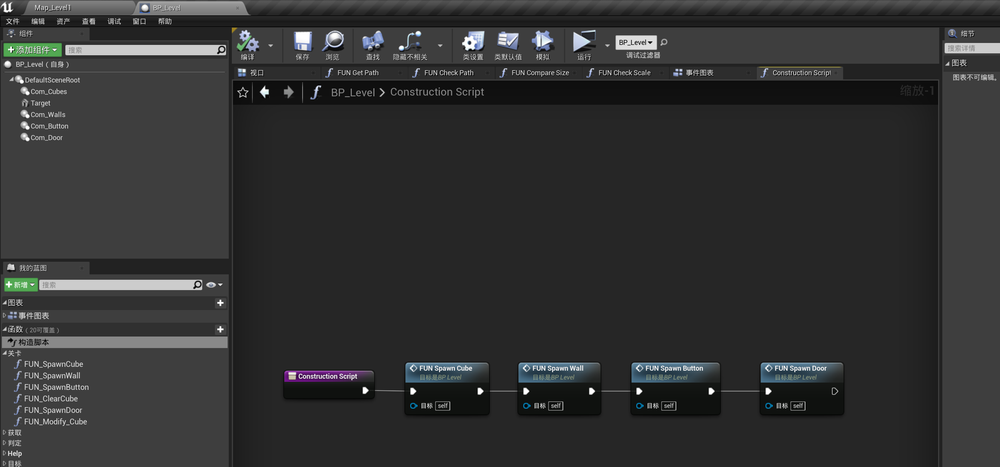 Map_Level1
BP_Level
文件 编辑 资产 查看 调试 窗口 帮助
组件
添加组件
搜索
BP_Level（自身）
DefaultSceneRoot
Com_Cubes
Target
Com_Walls
Com_Button
Com_Door
我的蓝图
新增
搜索
图表
事件图表
函数（20可覆盖）
构造脚本
关卡
FUN_SpawnCube
FUN_SpawnWall
FUN_SpawnButton
FUN_ClearCube
FUN_SpawnDoor
FUN_Modify_Cube
获取
判定
Help
目标
编译
保存
浏览
查找
隐藏不相关
类设置
类默认值
模拟
运行
BP_Level
调试过滤器
视口
FUN Get Path
FUN Check Path
FUN Compare Size
FUN Check Scale
事件图表
Construction Script
BP_Level > Construction Script
缩放-1
Construction Script
FUN Spawn Cube
目标是BP Level
目标 self
FUN Spawn Wall
目标是BP Level
目标 self
FUN Spawn Button
目标是BP Level
目标 self
FUN Spawn Door
目标是BP Level
目标 self
细节
搜索详情
图表
图表不可编辑。